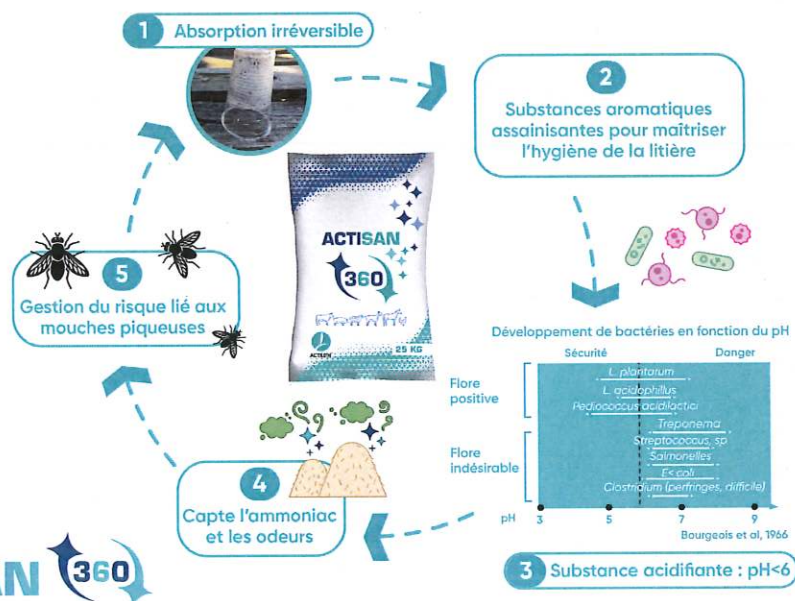 1 Absorption irréversible
2
Substances aromatiques
assainisantes pour maîtriser
l'hygiène de la litière
ACTISAN
360
25 KG
5
Gestion du risque lié aux
mouches piqueuses
Développement de bactéries en fonction du pH
Sécurité Danger
Flore
positive
L. plantarum
L. acidophillus
Pediococcus acidilactici
Flore
indésirable
Treponema
Streptococcus, sp
Salmonelles
E< coli
Clostridium (perfringes, difficile)
pH 3 5 7 9
Bourgeois et al, 1966
4
Capte l'ammoniac
et les odeurs
3 Substance acidifiante : pH<6
AN 360